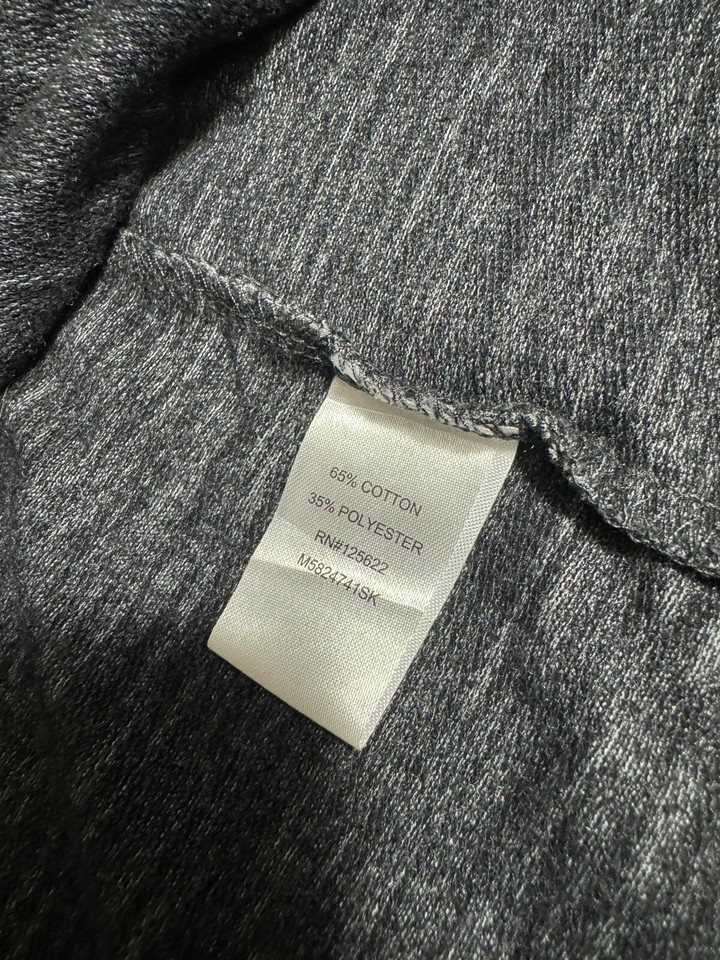 65% COTTON
35% POLYESTER
RN#125622
M5824741SK